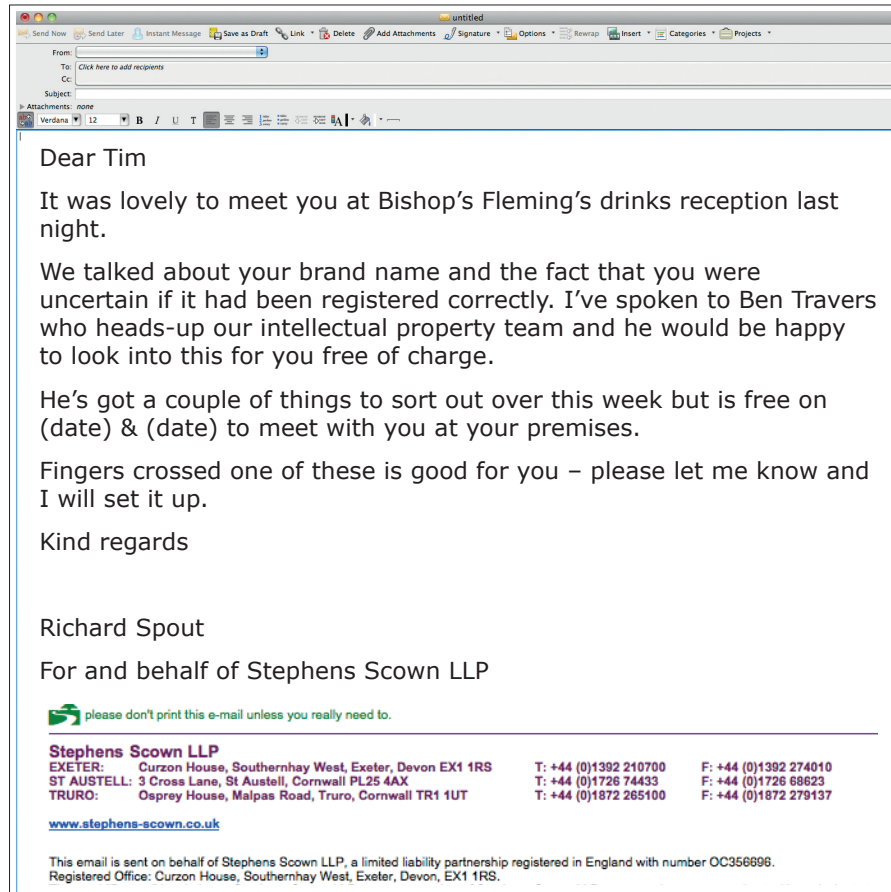 untitled
Send Now Send Later Instant Message Save as Draft Link Delete Add Attachments Signature Options Rewrap Insert Categories Projects
From:
To: Click here to add recipients
Cc:
Subject:
Attachments: none
Verdana 12 B I U T A
Dear Tim
It was lovely to meet you at Bishop’s Fleming’s drinks reception last
night.
We talked about your brand name and the fact that you were
uncertain if it had been registered correctly. I’ve spoken to Ben Travers
who heads-up our intellectual property team and he would be happy
to look into this for you free of charge.
He’s got a couple of things to sort out over this week but is free on
(date) & (date) to meet with you at your premises.
Fingers crossed one of these is good for you – please let me know and
I will set it up.
Kind regards
Richard Spout
For and behalf of Stephens Scown LLP
please don't print this e-mail unless you really need to.
Stephens Scown LLP
EXETER: Curzon House, Southernhay West, Exeter, Devon EX1 1RS T: +44 (0)1392 210700 F: +44 (0)1392 274010
ST AUSTELL: 3 Cross Lane, St Austell, Cornwall PL25 4AX T: +44 (0)1726 74433 F: +44 (0)1726 68623
TRURO: Osprey House, Malpas Road, Truro, Cornwall TR1 1UT T: +44 (0)1872 265100 F: +44 (0)1872 279137
www.stephens-scown.co.uk
This email is sent on behalf of Stephens Scown LLP, a limited liability partnership registered in England with number OC356696.
Registered Office: Curzon House, Southernhay West, Exeter, Devon, EX1 1RS.